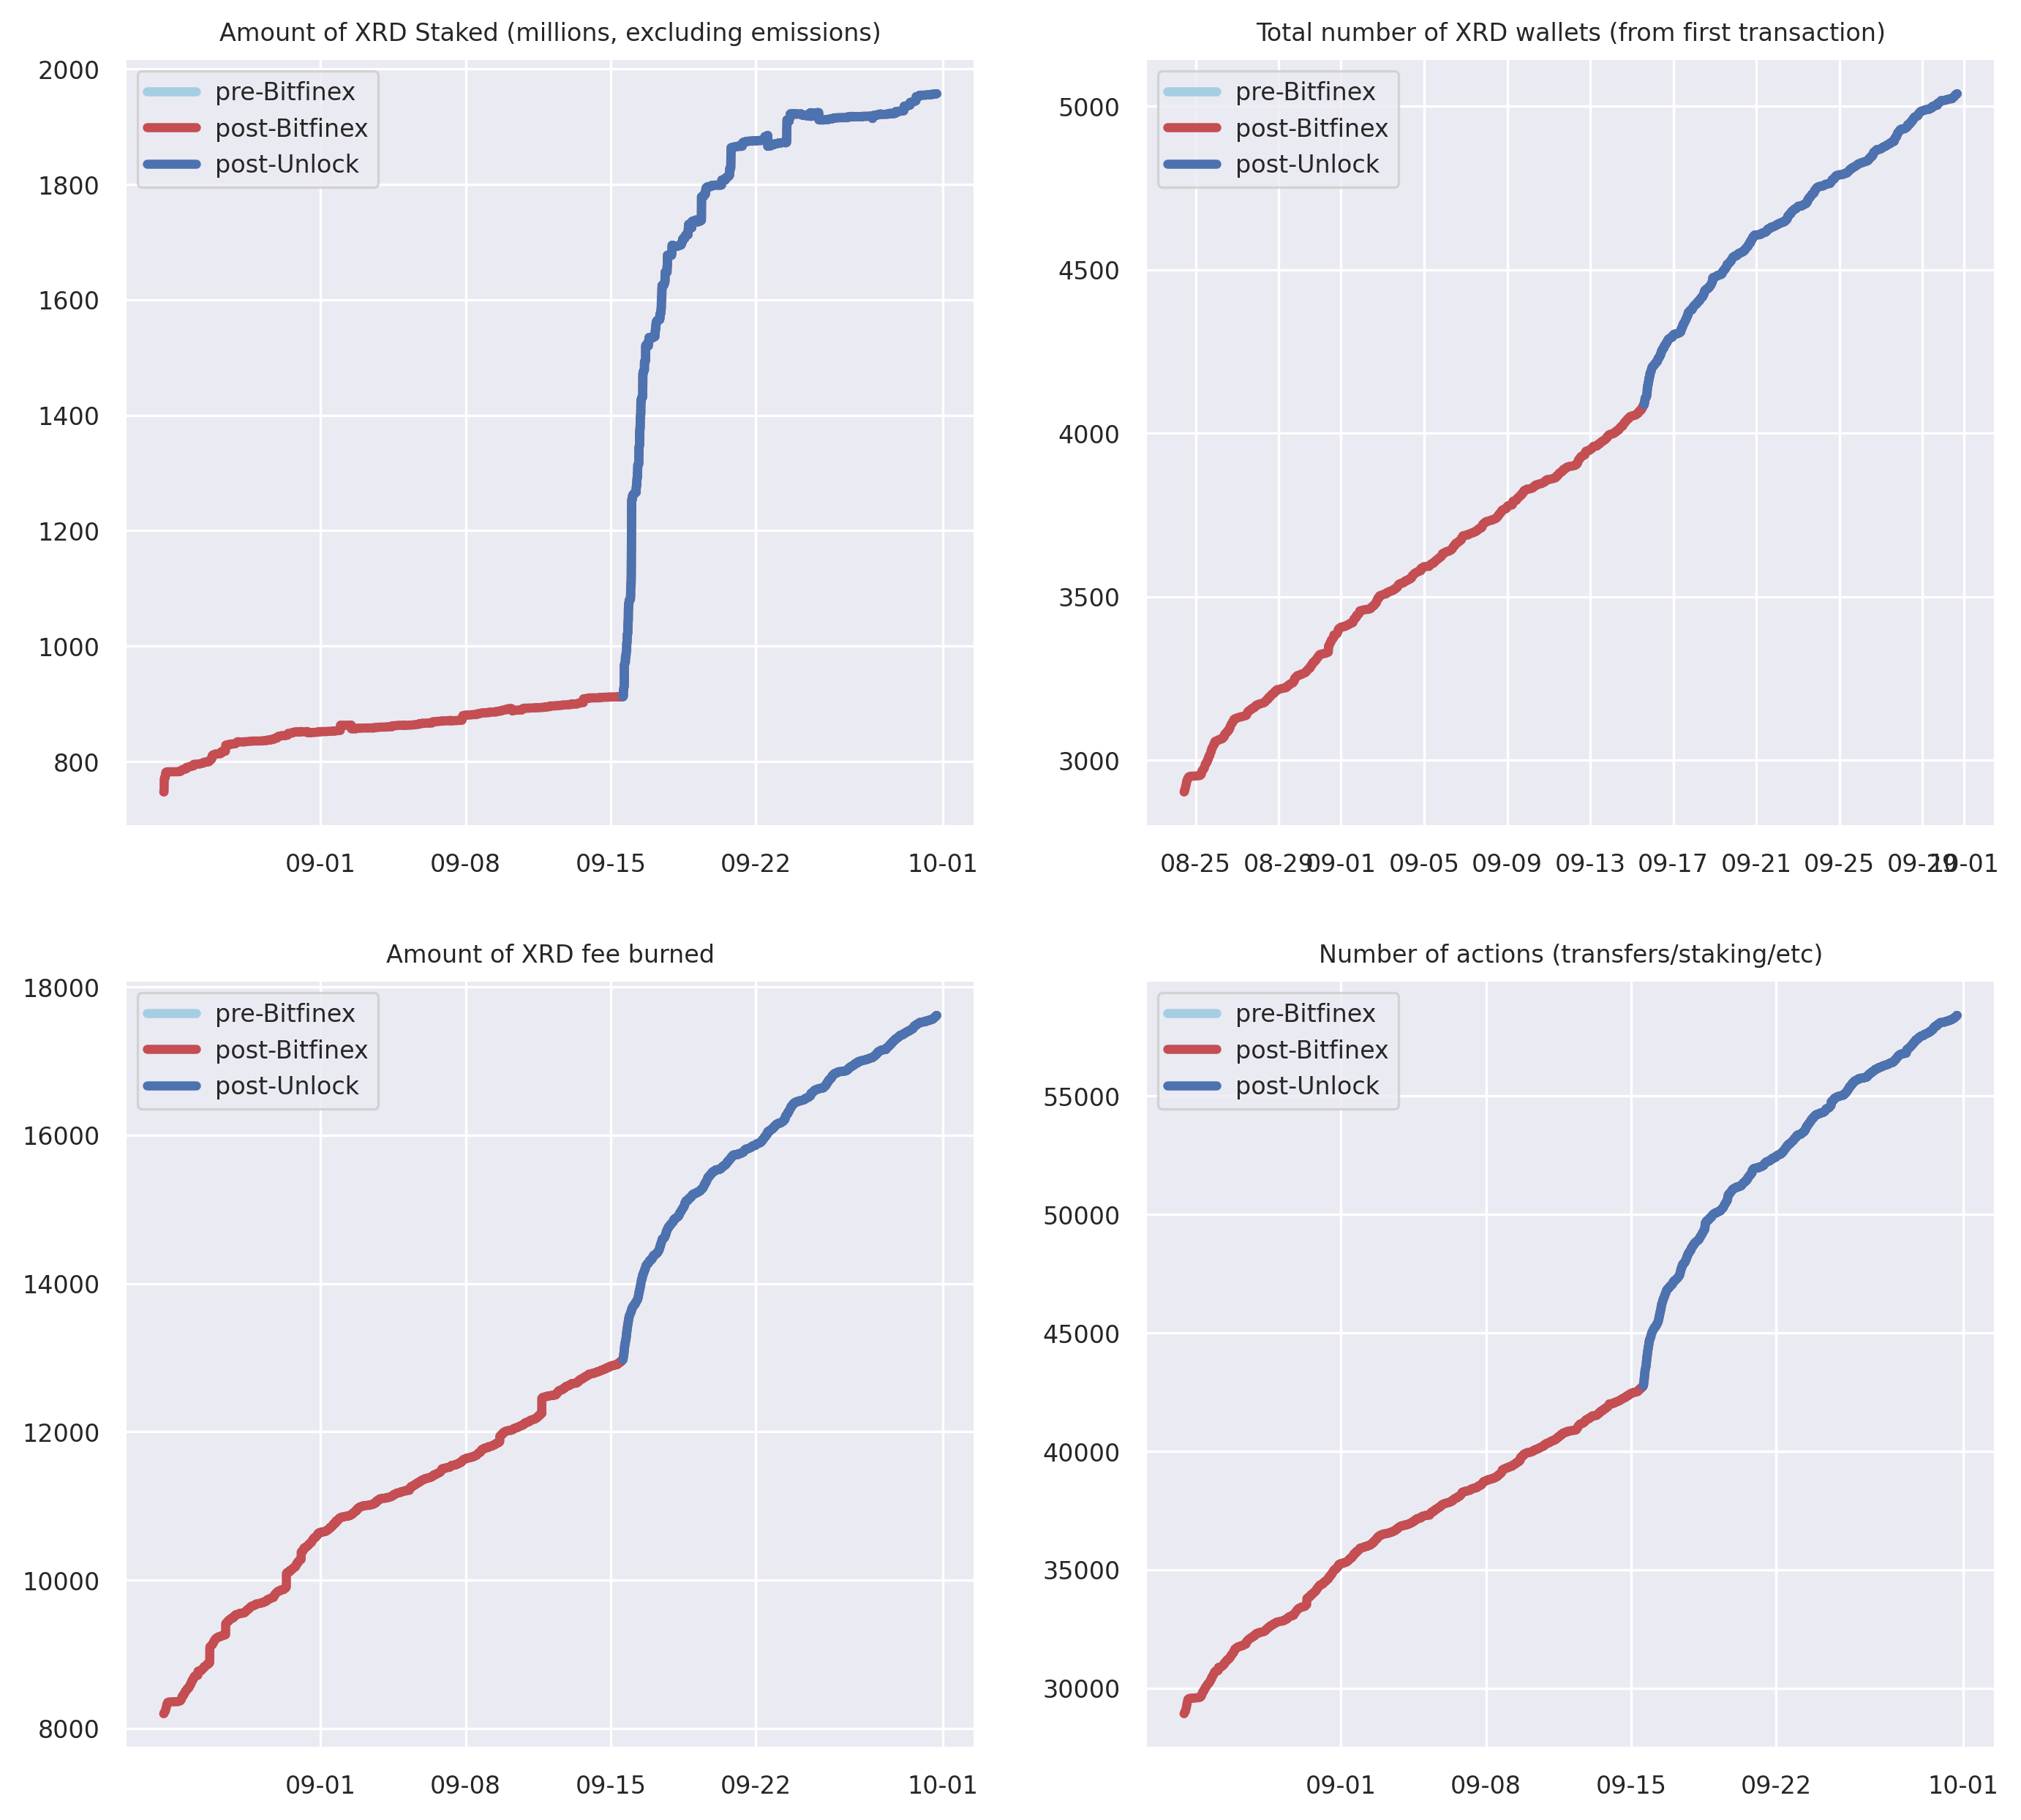 Amount of XRD Staked (millions, excluding emissions)
2000
1800
1600
1400
1200
1000
800
pre-Bitfinex
post-Bitfinex
post-Unlock
09-01 09-08 09-15 09-22 10-01
Total number of XRD wallets (from first transaction)
5000
4500
4000
3500
3000
pre-Bitfinex
post-Bitfinex
post-Unlock
08-25 08-29 09-01 09-05 09-09 09-13 09-17 09-21 09-25 09-29 10-01
Amount of XRD fee burned
18000
16000
14000
12000
10000
8000
pre-Bitfinex
post-Bitfinex
post-Unlock
09-01 09-08 09-15 09-22 10-01
Number of actions (transfers/staking/etc)
55000
50000
45000
40000
35000
30000
pre-Bitfinex
post-Bitfinex
post-Unlock
09-01 09-08 09-15 09-22 10-01